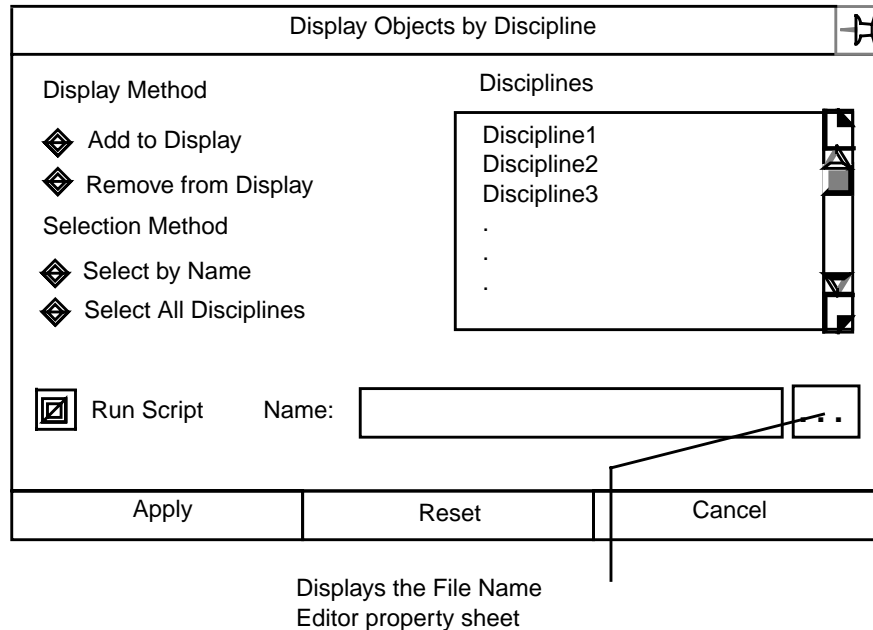 Display Objects by Discipline
Display Method
Add to Display
Remove from Display
Selection Method
Select by Name
Select All Disciplines
Disciplines
Discipline1
Discipline2
Discipline3
.
.
.
Run Script
Name:
...
Apply
Reset
Cancel
Displays the File Name
Editor property sheet